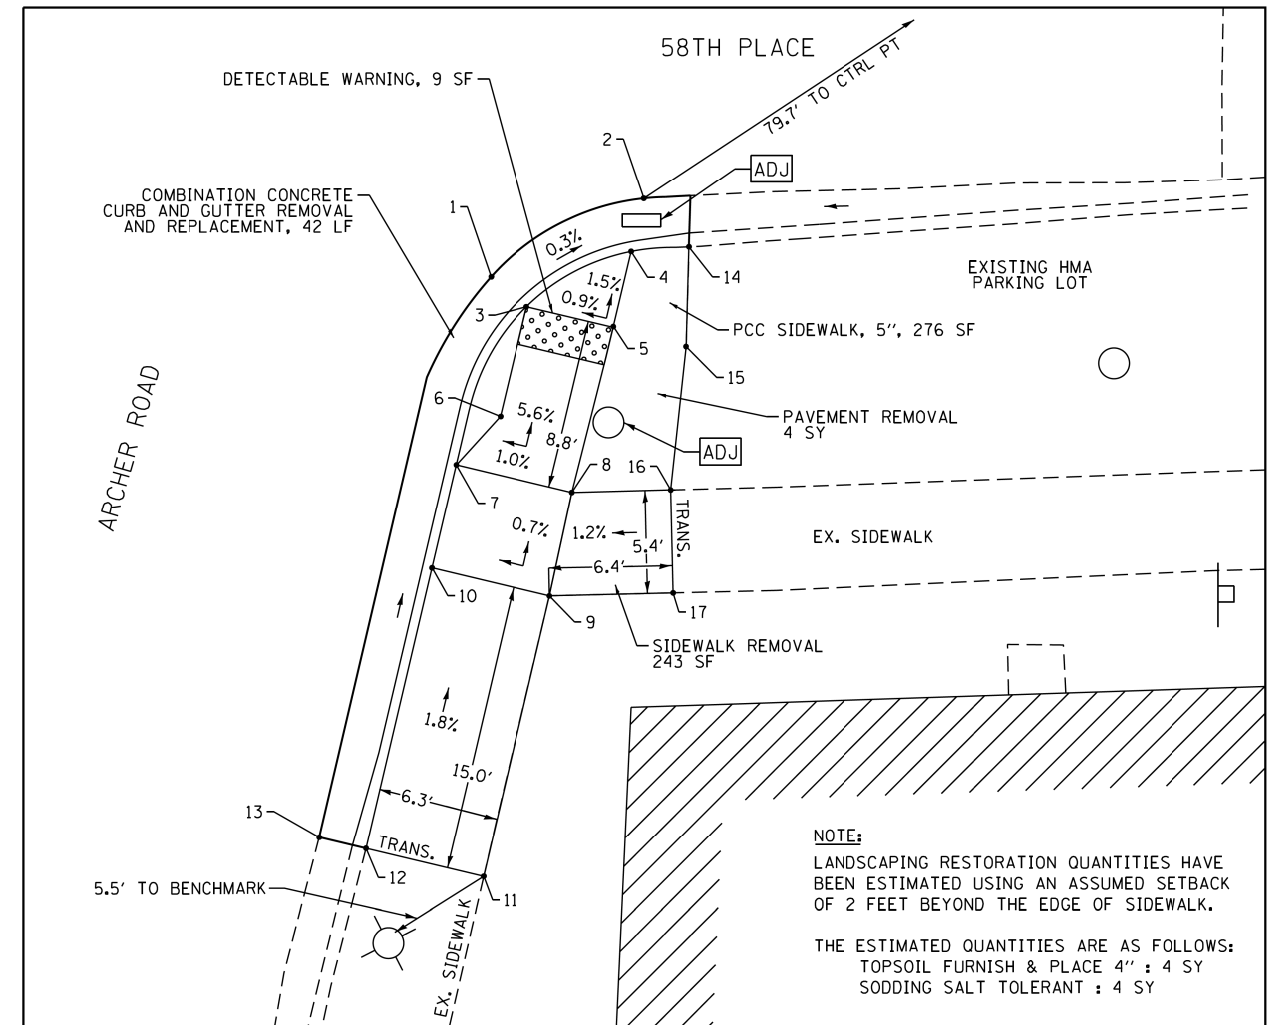 58TH PLACE
79.7' TO CTRL PT
DETECTABLE WARNING, 9 SF
2
ADJ
COMBINATION CONCRETE
CURB AND GUTTER REMOVAL
AND REPLACEMENT, 42 LF
1
0.3%
4
14
EXISTING HMA
PARKING LOT
1.5%
0.9%
3
PCC SIDEWALK, 5", 276 SF
5
15
ARCHER ROAD
6
5.6%
8.8'
PAVEMENT REMOVAL
4 SY
ADJ
1.0%
8
16
7
TRANS.
0.7%
1.2%
5.4'
EX. SIDEWALK
6.4'
10
17
9
SIDEWALK REMOVAL
243 SF
1.8%
15.0'
6.3'
13
TRANS.
12
11
5.5' TO BENCHMARK
EX. SIDEWALK
NOTE:
LANDSCAPING RESTORATION QUANTITIES HAVE
BEEN ESTIMATED USING AN ASSUMED SETBACK
OF 2 FEET BEYOND THE EDGE OF SIDEWALK.
THE ESTIMATED QUANTITIES ARE AS FOLLOWS:
TOPSOIL FURNISH & PLACE 4" : 4 SY
SODDING SALT TOLERANT : 4 SY